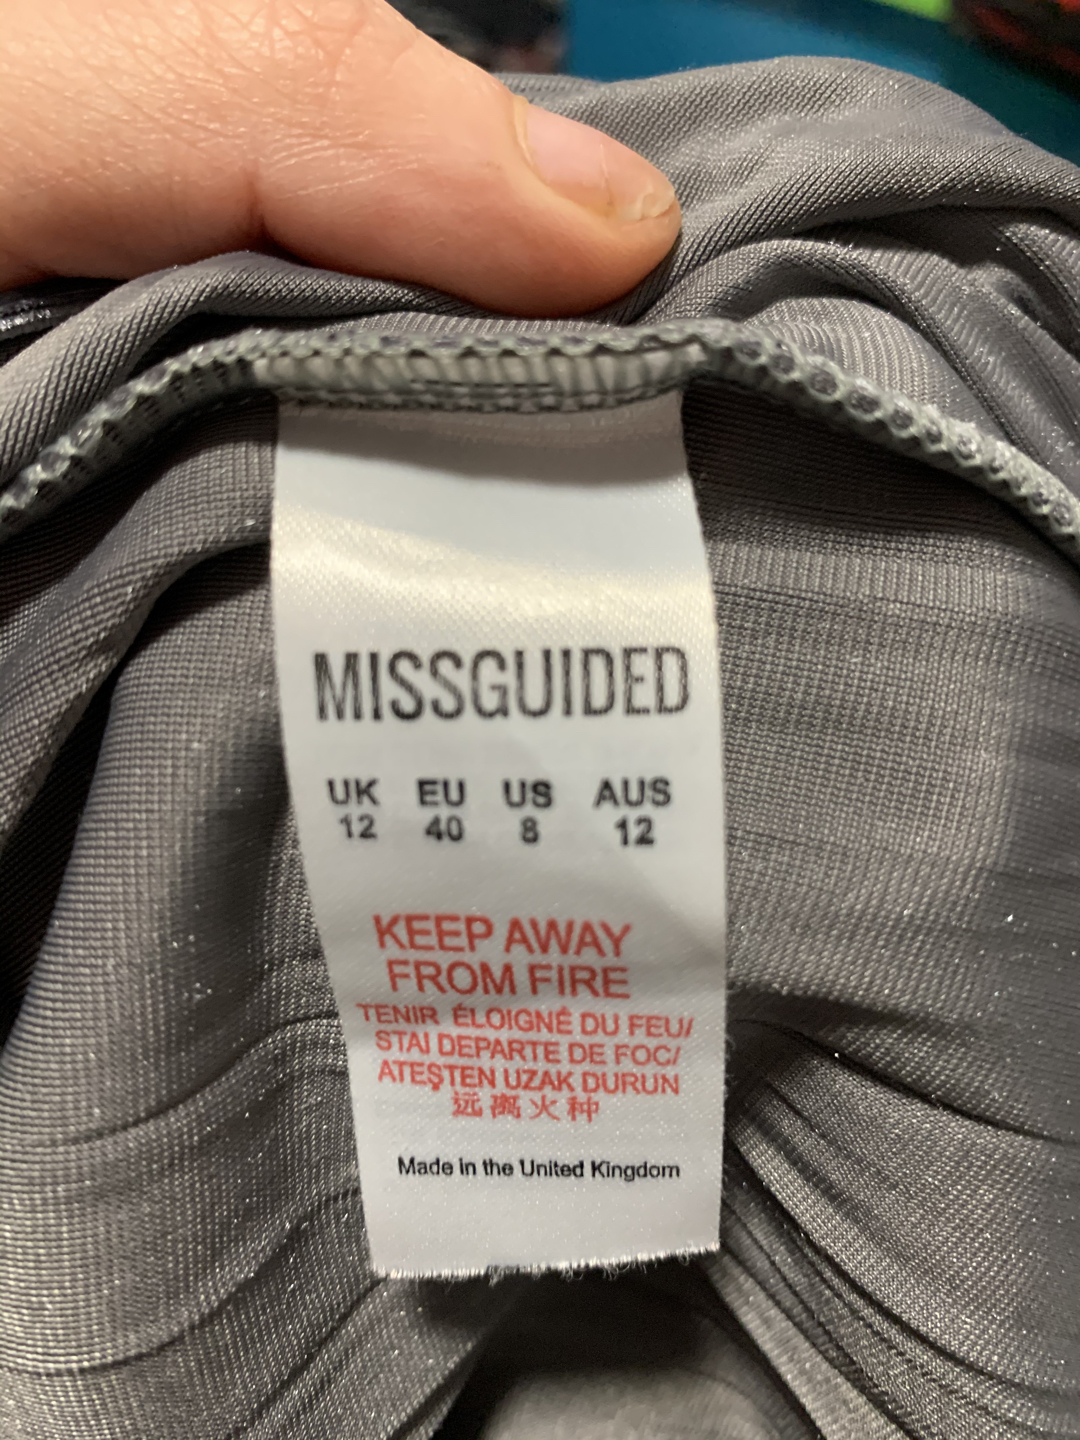 MISSGUIDED
UK EU US AUS
12 40 8 12
KEEP AWAY
FROM FIRE
TENIR ÉLOIGNÉ DU FEU/
STAI DEPARTE DE FOC/
ATEŞTEN UZAK DURUN
远离火种
Made in the United Kingdom